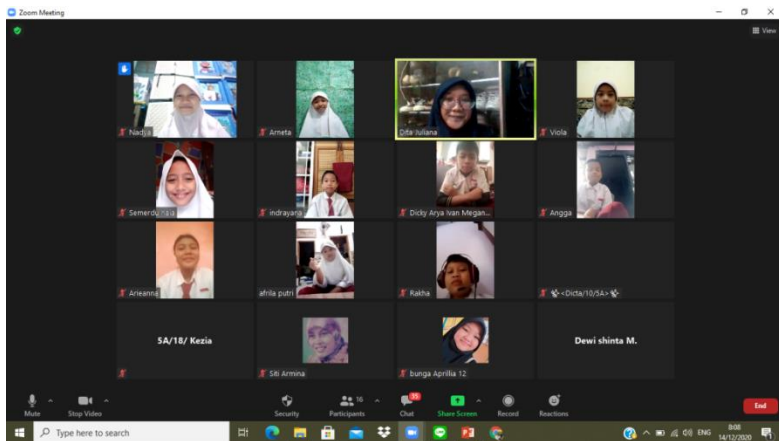 Zoom Meeting
View
Nadja
Arneta
Dita Juliana
Viola
indrayana
Dicky Arya Ivan Megan...
Angga
Arieanna
afrila putri
Rakha
<Dicta/10/5A>
5A/18/ Kezia
Siti Armina
bunga Aprillia 12
Dewi shinta M.
Mute
Stop Video
Security
Participants
16
Chat
35
Share Screen
Record
Reactions
End
Type here to search
ENG
8:08
14/12/2020